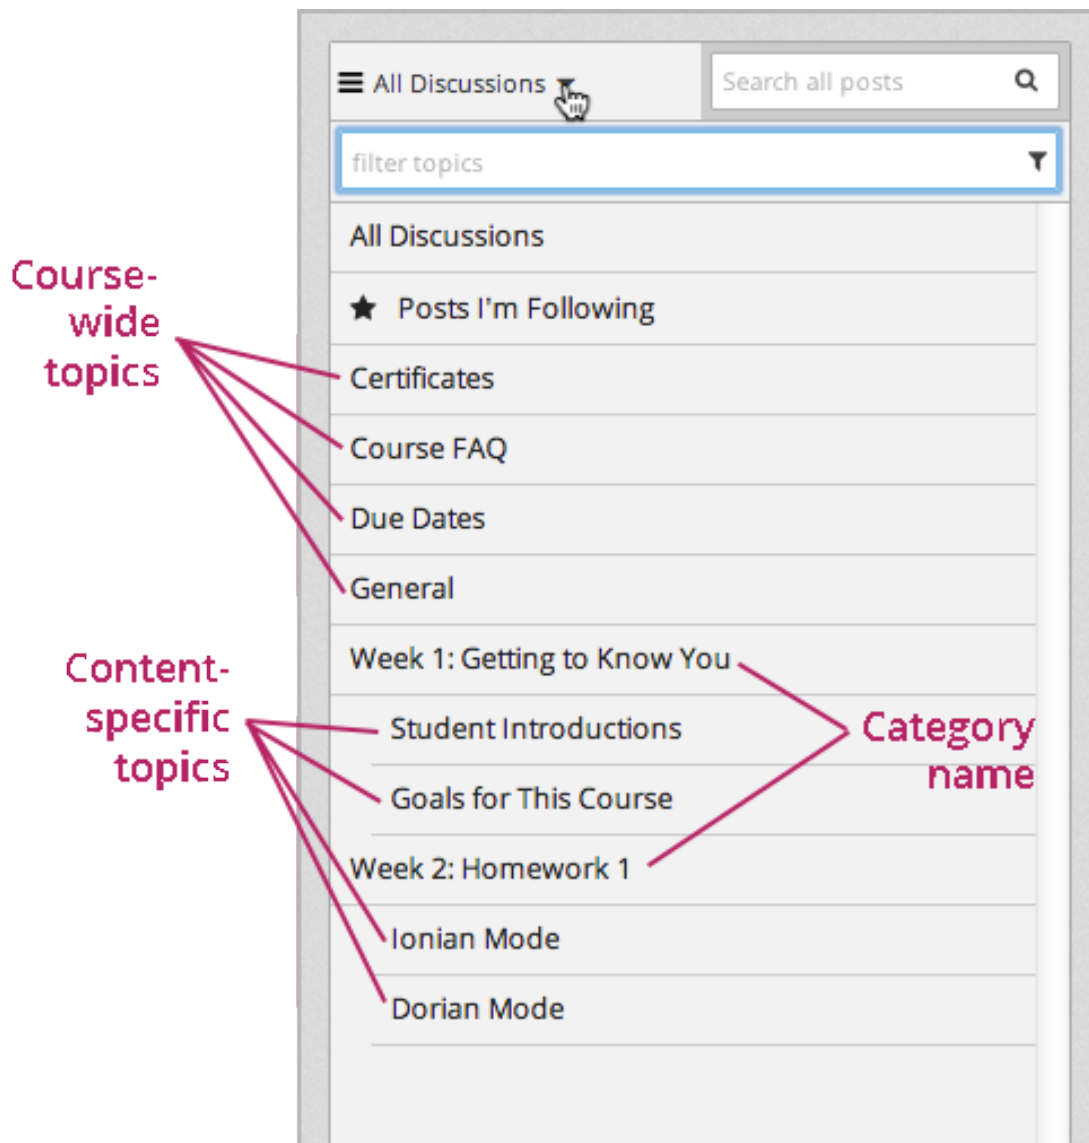 All Discussions
Search all posts
filter topics
All Discussions
Posts I'm Following
Certificates
Course FAQ
Due Dates
General
Week 1: Getting to Know You
Student Introductions
Goals for This Course
Week 2: Homework 1
Ionian Mode
Dorian Mode
Course-
wide
topics
Content-
specific
topics
Category
name